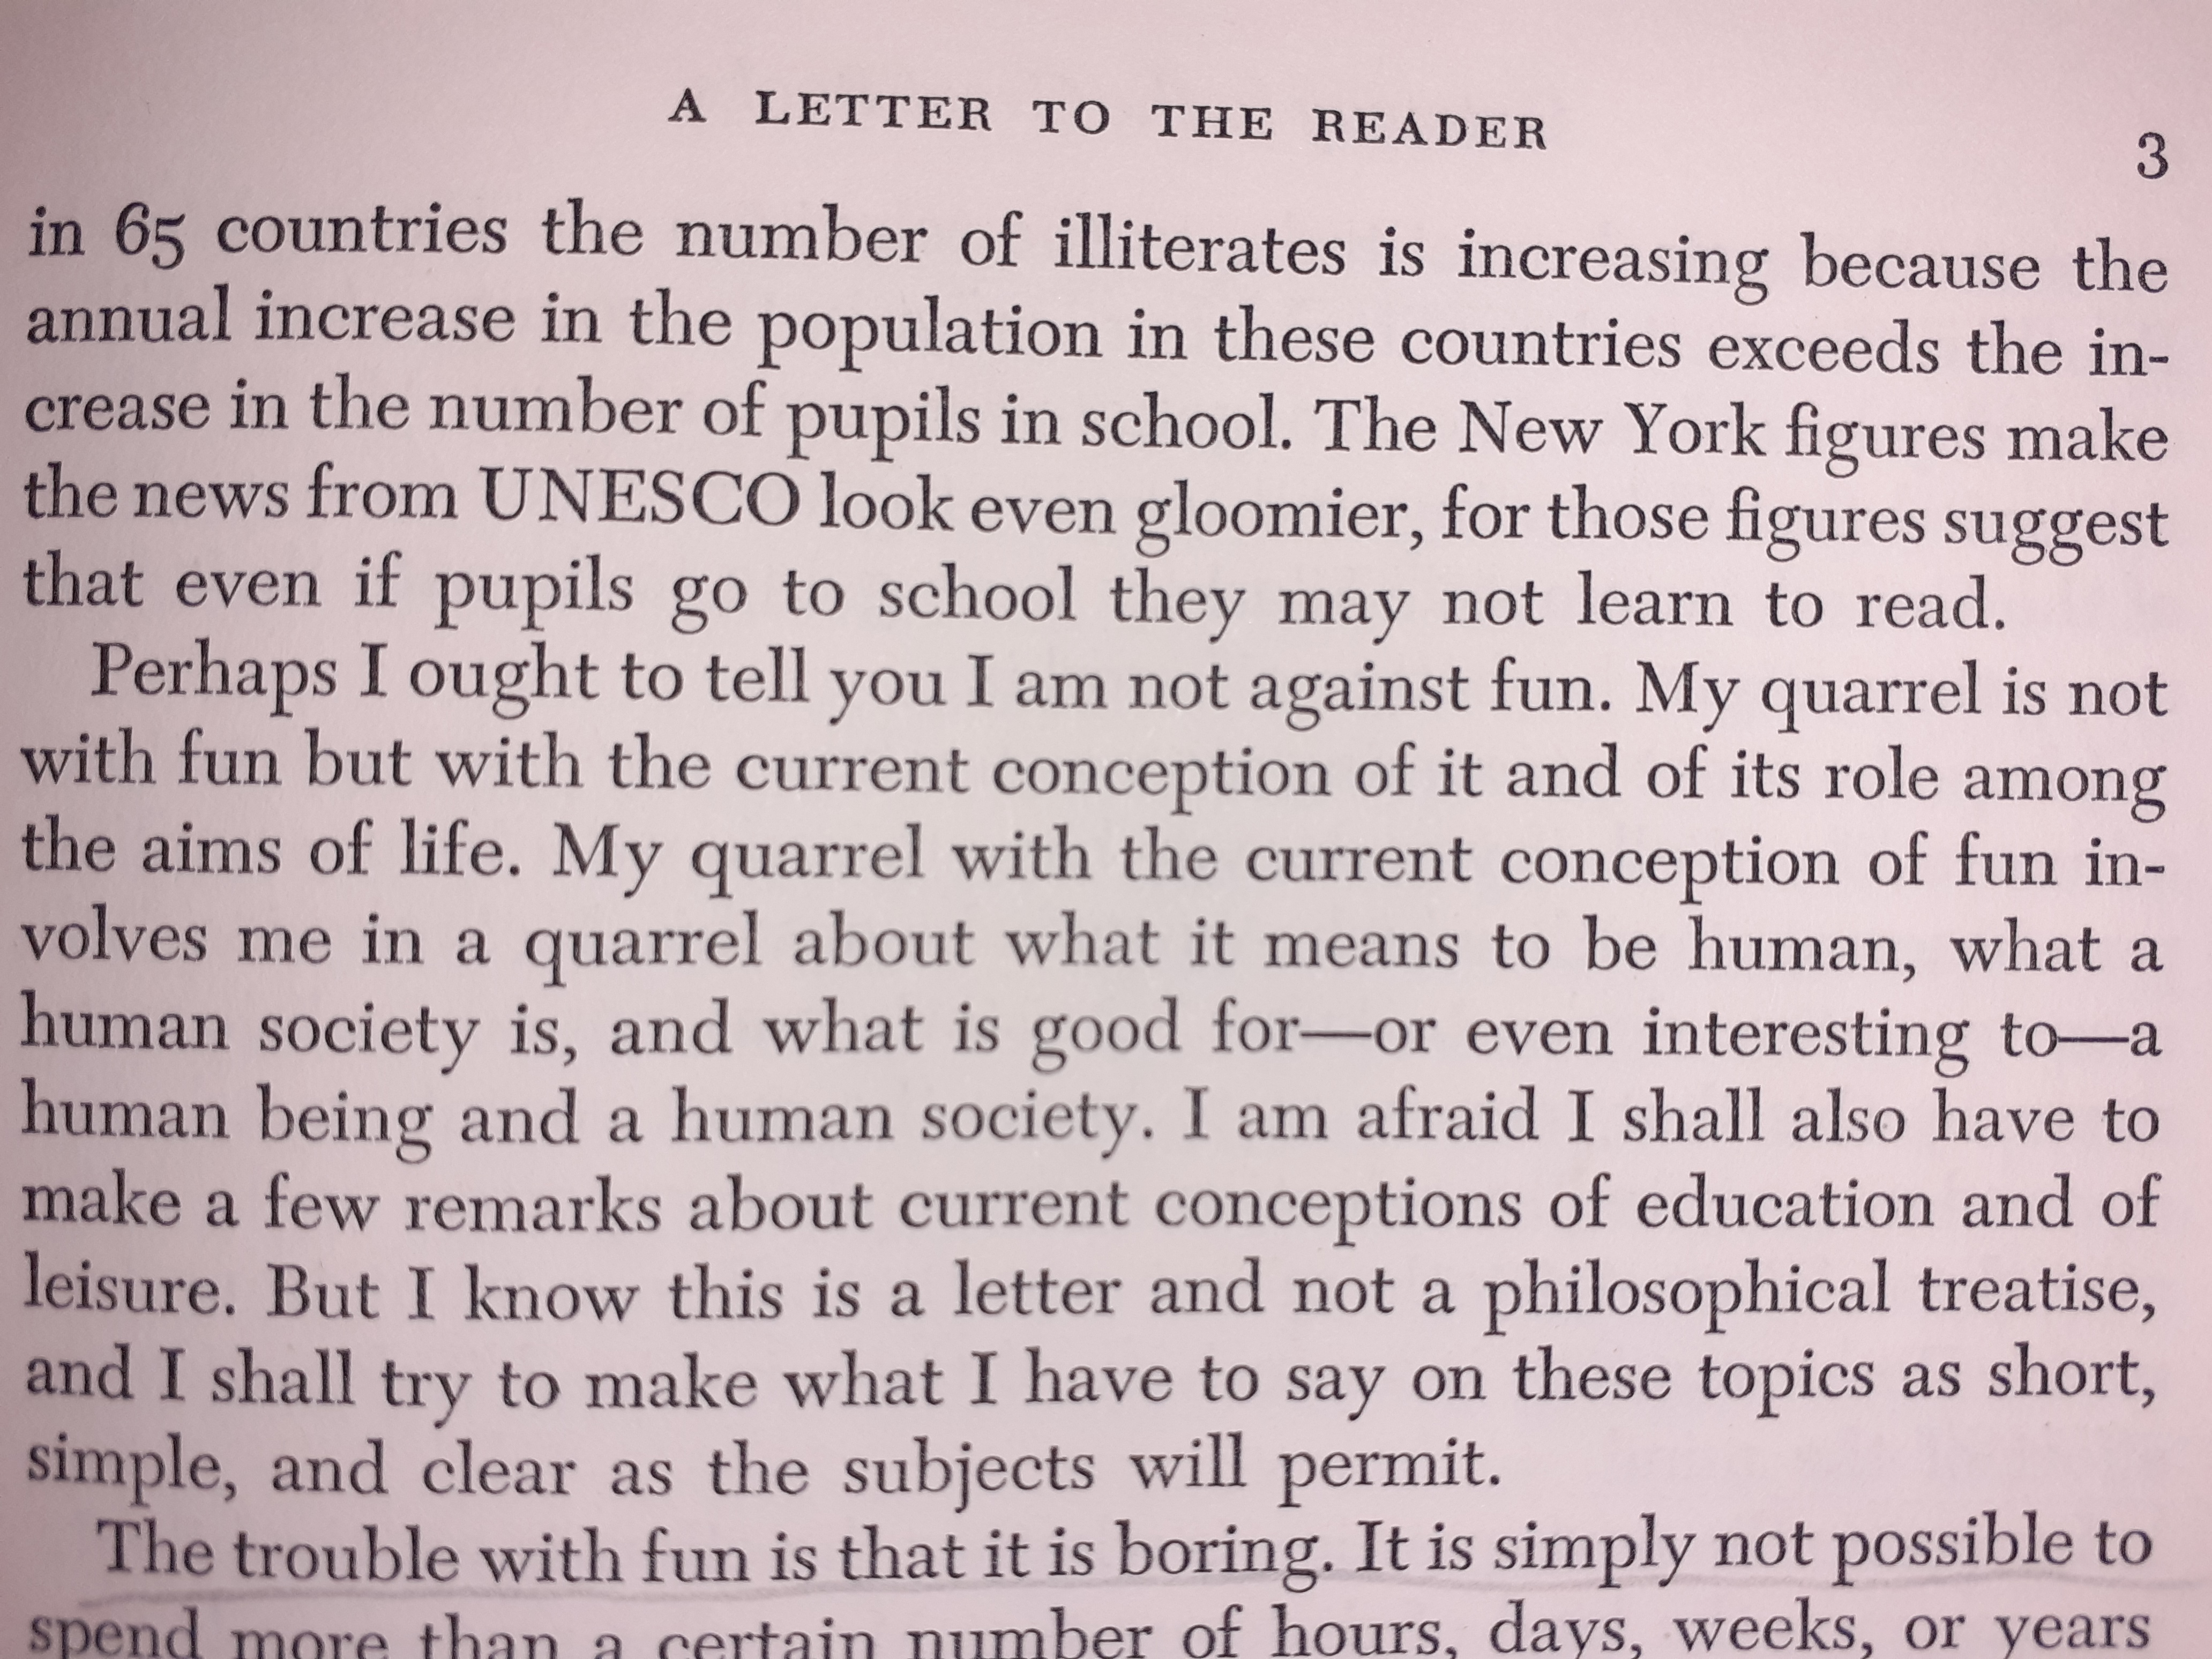 A LETTER TO THE READER
3
in 65 countries the number of illiterates is increasing because the
annual increase in the population in these countries exceeds the in-
crease in the number of pupils in school. The New York figures make
the news from UNESCO look even gloomier, for those figures suggest
that even if pupils go to school they may not learn to read.
Perhaps I ought to tell you I am not against fun. My quarrel is not
with fun but with the current conception of it and of its role among
the aims of life. My quarrel with the current conception of fun in-
volves me in a quarrel about what it means to be human, what a
human society is, and what is good for—or even interesting to—a
human being and a human society. I am afraid I shall also have to
make a few remarks about current conceptions of education and of
leisure. But I know this is a letter and not a philosophical treatise,
and I shall try to make what I have to say on these topics as short,
simple, and clear as the subjects will permit.
The trouble with fun is that it is boring. It is simply not possible to
spend more than a certain number of hours, days, weeks, or years